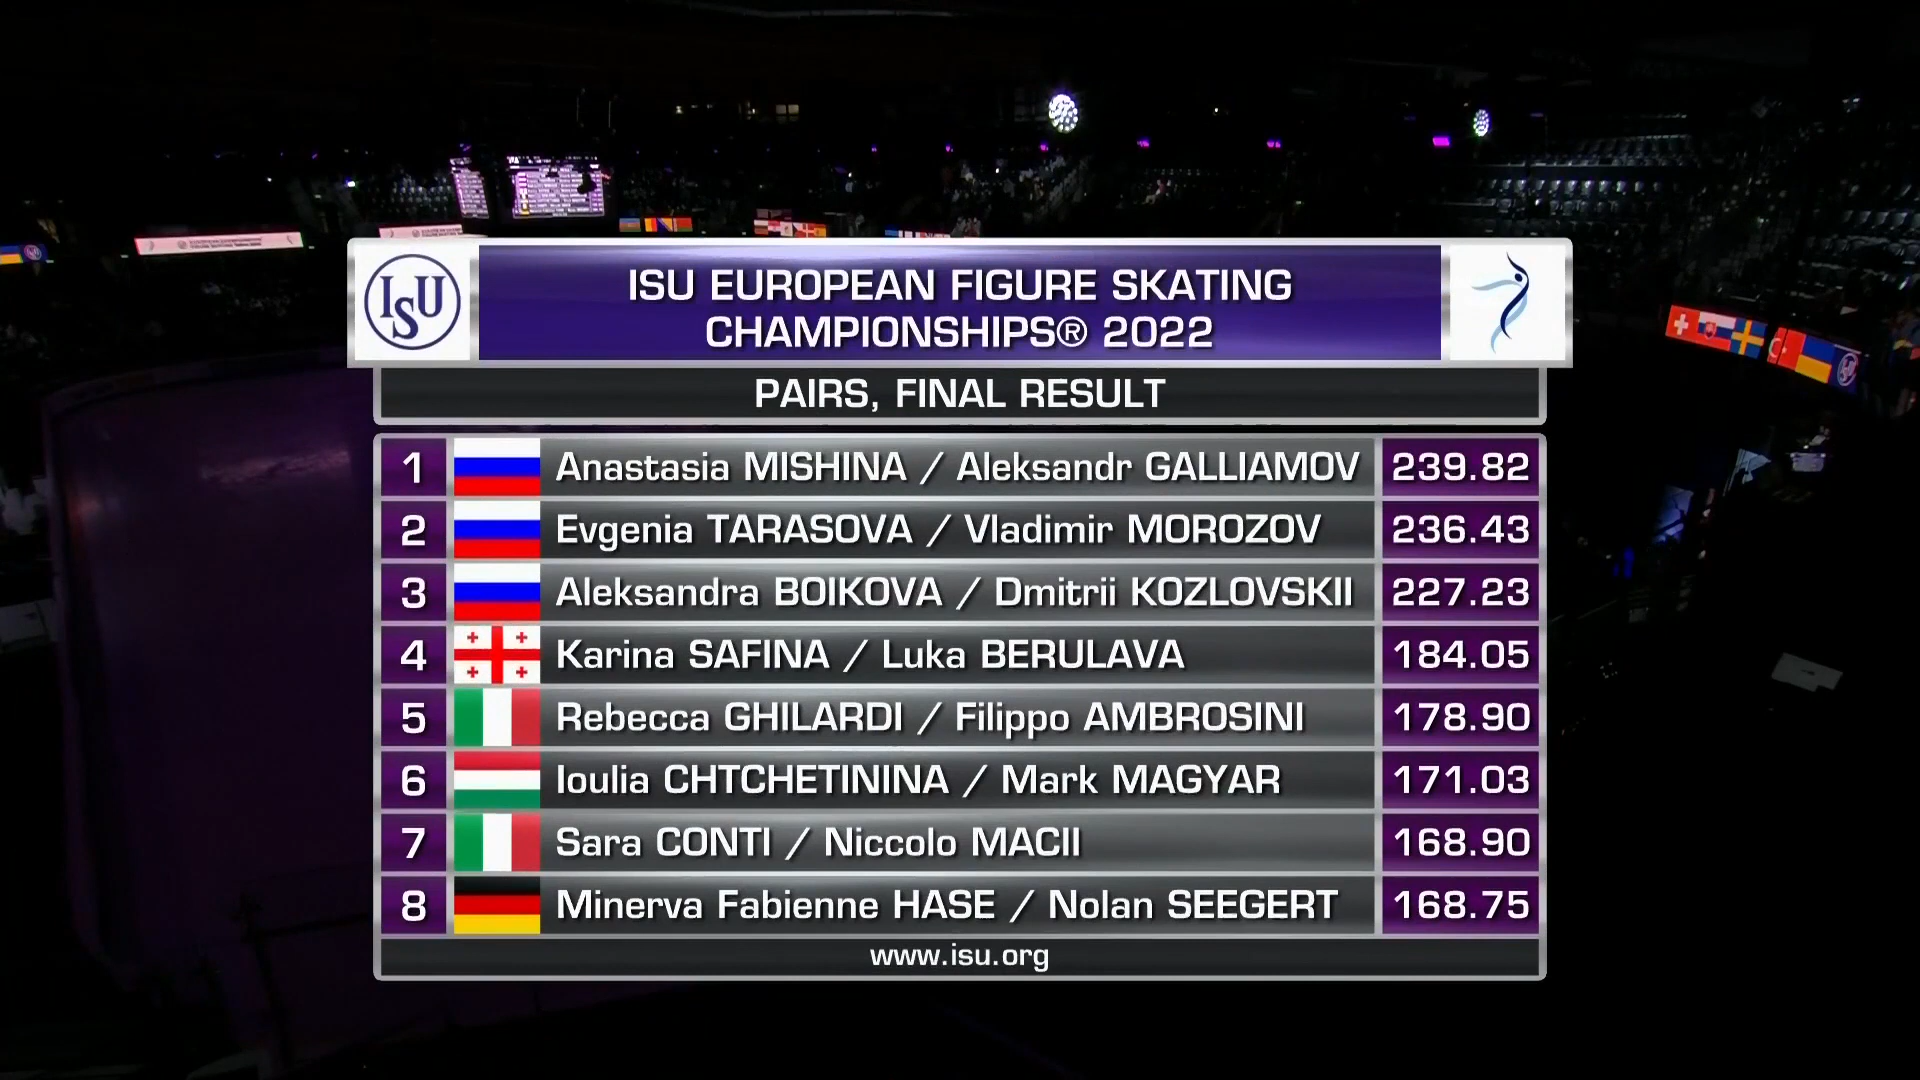 ISU
ISU EUROPEAN FIGURE SKATING
CHAMPIONSHIPS® 2022
PAIRS, FINAL RESULT
1 Anastasia MISHINA / Aleksandr GALLIAMOV 239.82
2 Evgenia TARASOVA / Vladimir MOROZOV 236.43
3 Aleksandra BOIKOVA / Dmitrii KOZLOVSKII 227.23
4 Karina SAFINA / Luka BERULAVA 184.05
5 Rebecca GHILARDI / Filippo AMBROSINI 178.90
6 Ioulia CHTCHETININA / Mark MAGYAR 171.03
7 Sara CONTI / Niccolo MACII 168.90
8 Minerva Fabienne HASE / Nolan SEEGERT 168.75
www.isu.org